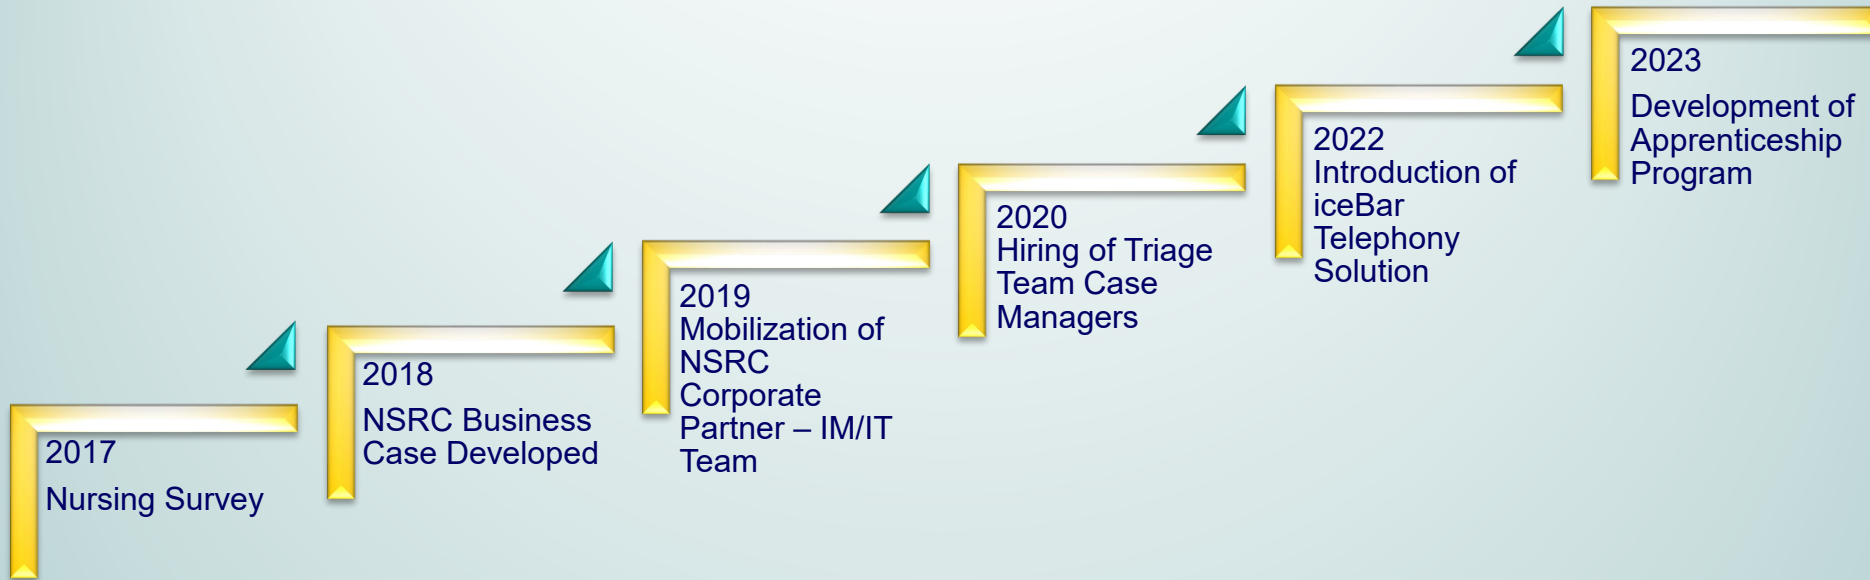 2017
Nursing Survey
2018
NSRC Business
Case Developed
2019
Mobilization of
NSRC
Corporate
Partner – IM/IT
Team
2020
Hiring of Triage
Team Case
Managers
2022
Introduction of
iceBar
Telephony
Solution
2023
Development of
Apprenticeship
Program